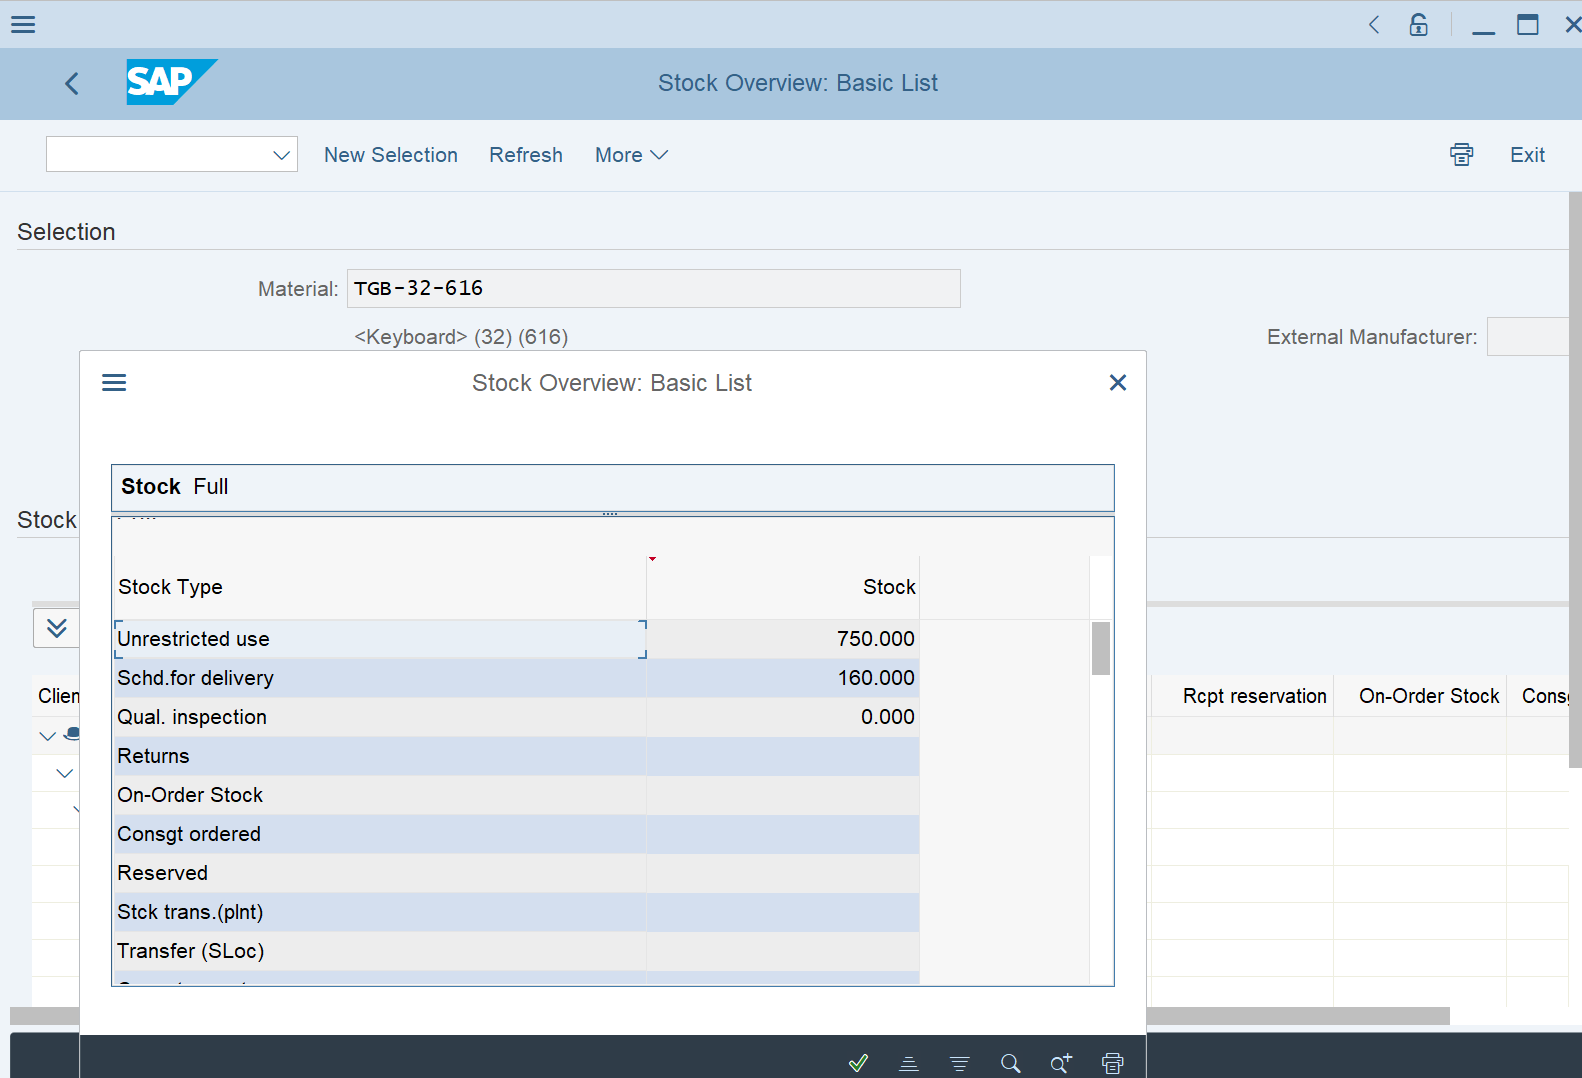 SAP
Stock Overview: Basic List
New Selection Refresh More
Exit
Selection
Material: TGB-32-616
<Keyboard> (32) (616)
External Manufacturer:
Stock Overview: Basic List
Stock Full
Stock
Stock Type Stock
Unrestricted use 750.000
Schd.for delivery 160.000
Qual. inspection 0.000
Returns
On-Order Stock
Consgt ordered
Reserved
Stck trans.(plnt)
Transfer (SLoc)
Clien
Rcpt reservation On-Order Stock Consg